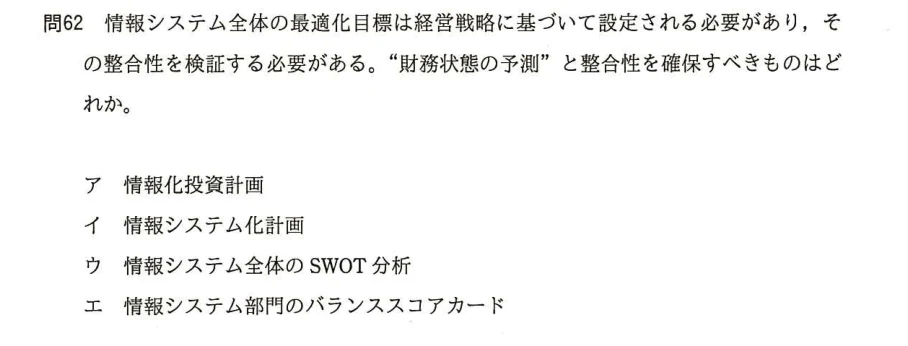 問62 情報システム全体の最適化目標は経営戦略に基づいて設定される必要があり，そ
の整合性を検証する必要がある。“財務状態の予測”と整合性を確保すべきものはど
れか。
ア 情報化投資計画
イ 情報システム化計画
ウ 情報システム全体の SWOT 分析
エ 情報システム部門のバランススコアカード